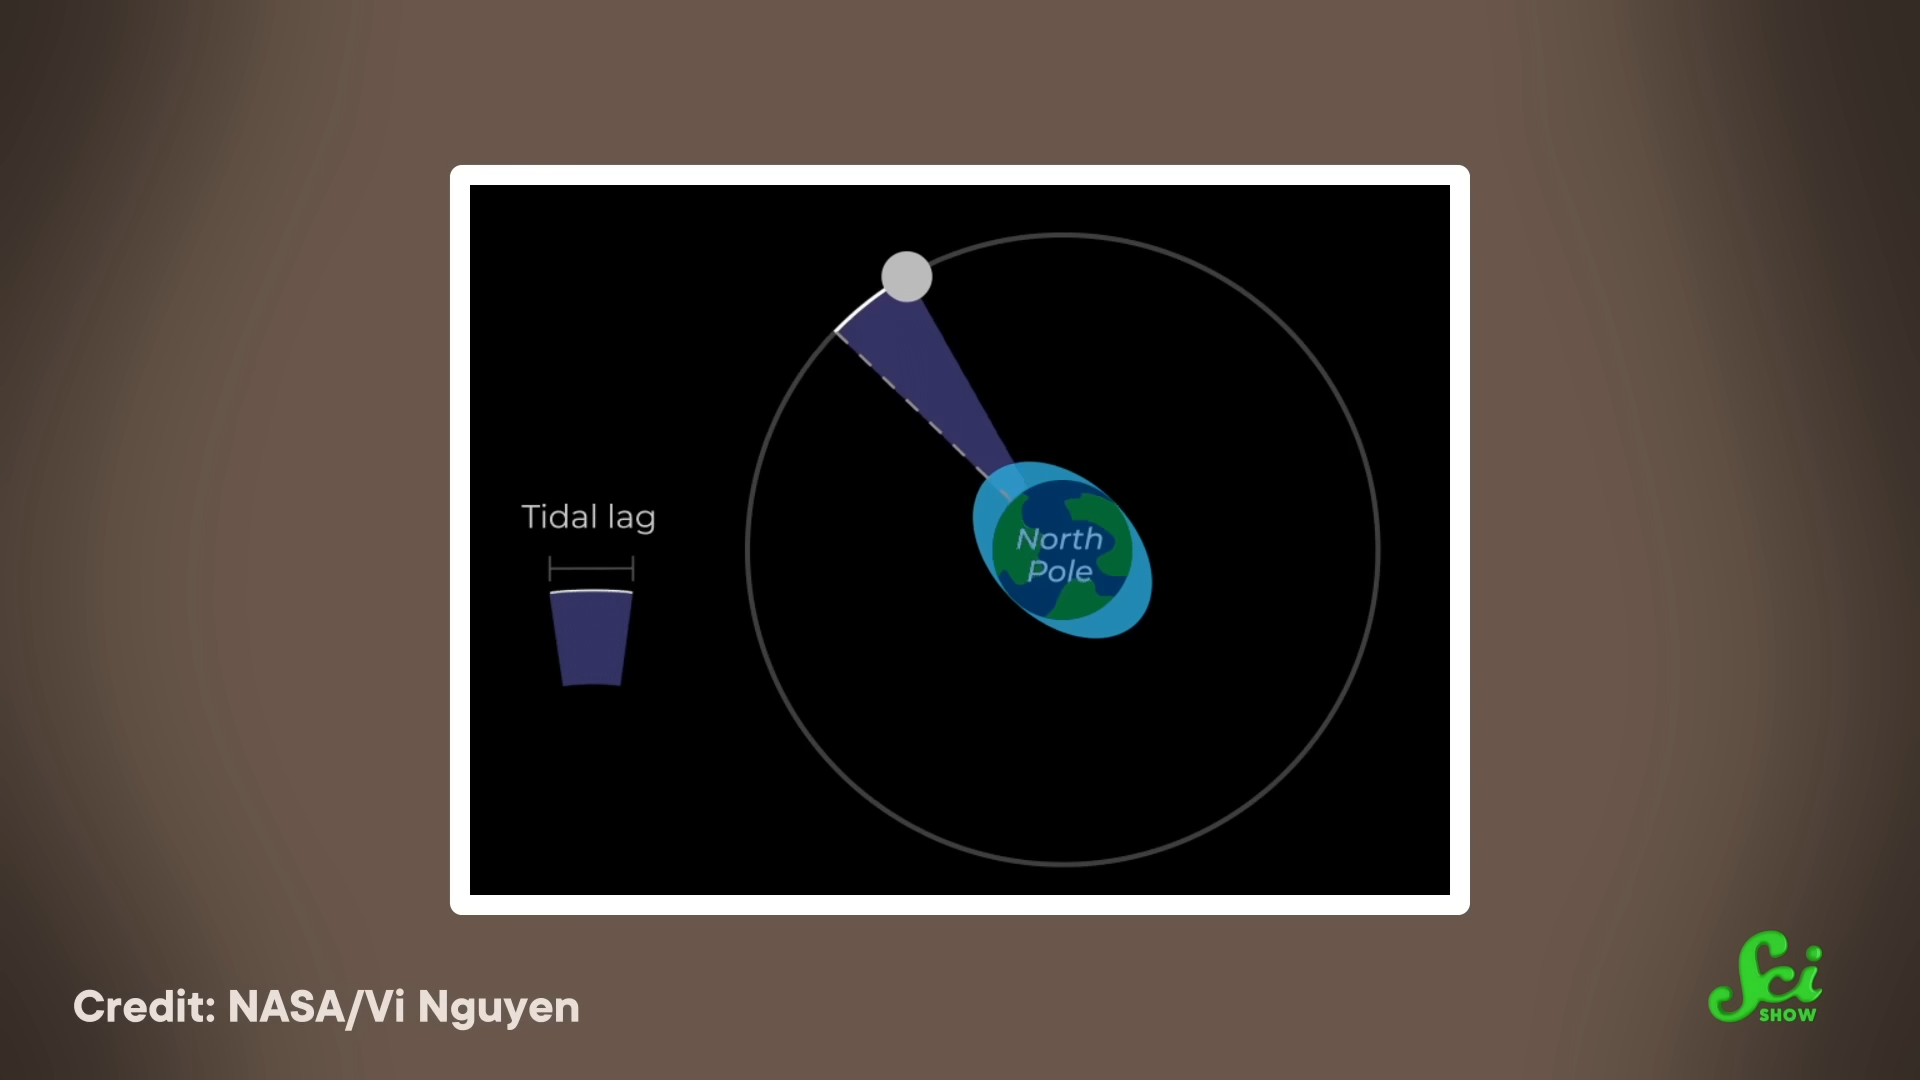 Tidal lag
North
Pole
Credit: NASA/Vi Nguyen
Sci
SHOW